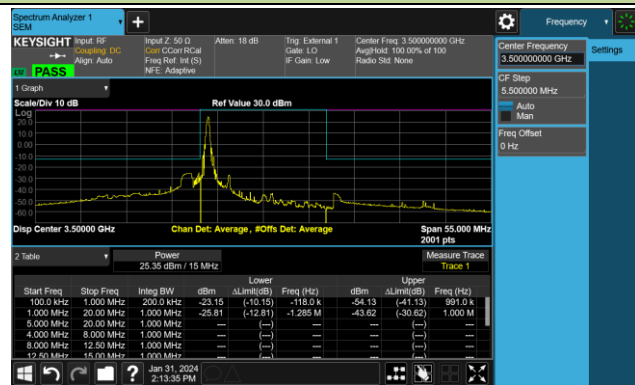 Spectrum Analyzer 1
SEM
+
Frequency
KEYSIGHT
Input: RF
Coupling: DC
Align: Auto
Input Z: 50 Ω
Corr CCorr RCal
Freq Ref: Int (S)
NFE: Adaptive
Atten: 18 dB
Trig: External 1
Gate: LO
IF Gain: Low
Center Freq: 3.500000000 GHz
Avg|Hold: 100.00% of 100
Radio Std: None
PASS
Center Frequency
3.500000000 GHz
Settings
CF Step
5.500000 MHz
Auto
Man
Freq Offset
0 Hz
1 Graph
Scale/Div 10 dB
Ref Value 30.0 dBm
Log
20.0
10.0
0.00
-10.0
-20.0
-30.0
-40.0
-50.0
-60.0
Disp Center 3.50000 GHz
Chan Det: Average, #Offs Det: Average
Span 55.000 MHz
2001 pts
2 Table
Power
25.35 dBm / 15 MHz
Measure Trace
Trace 1
Lower Upper
Start Freq Stop Freq Integ BW dBm ΔLimit(dB) Freq (Hz) dBm ΔLimit(dB) Freq (Hz)
100.0 kHz 1.000 MHz 200.0 kHz -23.15 (-10.15) -118.0 k -54.13 (-41.13) 991.0 k
1.000 MHz 20.00 MHz 1.000 MHz -25.81 (-12.81) -1.285 M -43.62 (-30.62) 1.000 M
5.000 MHz 20.00 MHz 1.000 MHz --- (---) --- --- (---) ---
4.000 MHz 8.000 MHz 1.000 MHz --- (---) --- --- (---) ---
8.000 MHz 12.50 MHz 1.000 MHz --- (---) --- --- (---) ---
12.50 MHz 15.00 MHz 1.000 MHz --- (---) --- --- (---) ---
?
Jan 31, 2024
2:13:35 PM